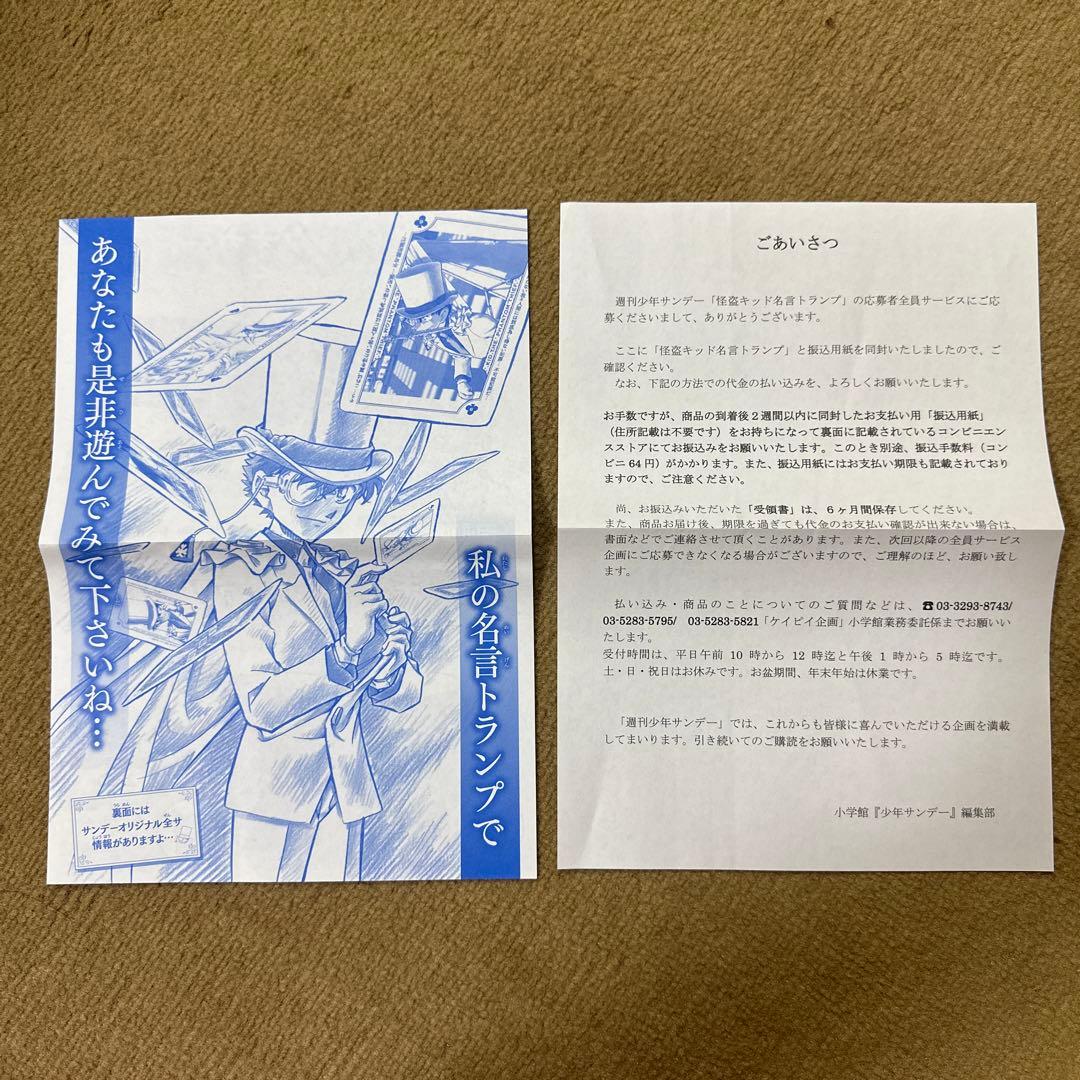 私の名言トランプで
あなたも是非遊んでみて下さいね…
裏面には
サンデーオリジナル全サ
情報がありますよ…
ごあいさつ
週刊少年サンデー「怪盗キッド名言トランプ」の応募者全員サービスにご応
募くださいまして、ありがとうございます。
ここに「怪盗キッド名言トランプ」と振込用紙を同封いたしましたので、ご
確認ください。
なお、下記の方法での代金の払い込みを、よろしくお願いいたします。
お手数ですが、商品の到着後２週間以内に同封したお支払い用「振込用紙」
（住所記載は不要です）をお持ちになって裏面に記載されているコンビニエン
スストアにてお振込みをお願いいたします。このとき別途、振込手数料（コン
ビニ 64 円）がかかります。また、振込用紙にはお支払い期限も記載されており
ますので、ご注意ください。
尚、お振込みいただいた「受領書」は、６ヶ月間保存してください。
また、商品お届け後、期限を過ぎても代金のお支払い確認が出来ない場合は、
書面などでご連絡させて頂くことがあります。また、次回以降の全員サービス
企画にご応募できなくなる場合がございますので、ご理解のほど、お願い致し
ます。
払い込み・商品のことについてのご質問などは、☎03-3293-8743/
03-5283-5795/ 03-5283-5821「ケイピイ企画」小学館業務委託係までお願いい
たします。
受付時間は、平日午前 10 時から 12 時迄と午後 1 時から 5 時迄です。
土・日・祝日はお休みです。お盆期間、年末年始は休業です。
「週刊少年サンデー」では、これからも皆様に喜んでいただける企画を満載
してまいります。引き続いてのご購読をお願いいたします。
小学館『少年サンデー』編集部